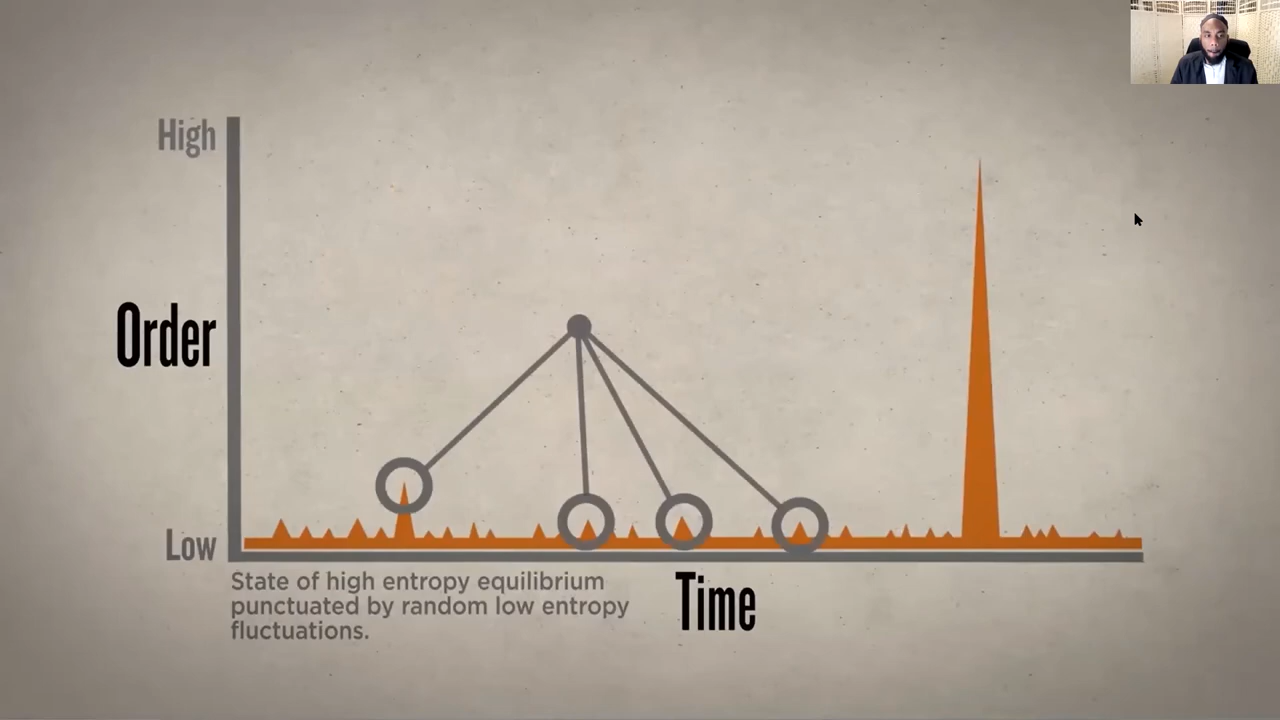 High
Order
Low
State of high entropy equilibrium
punctuated by random low entropy
fluctuations.
Time